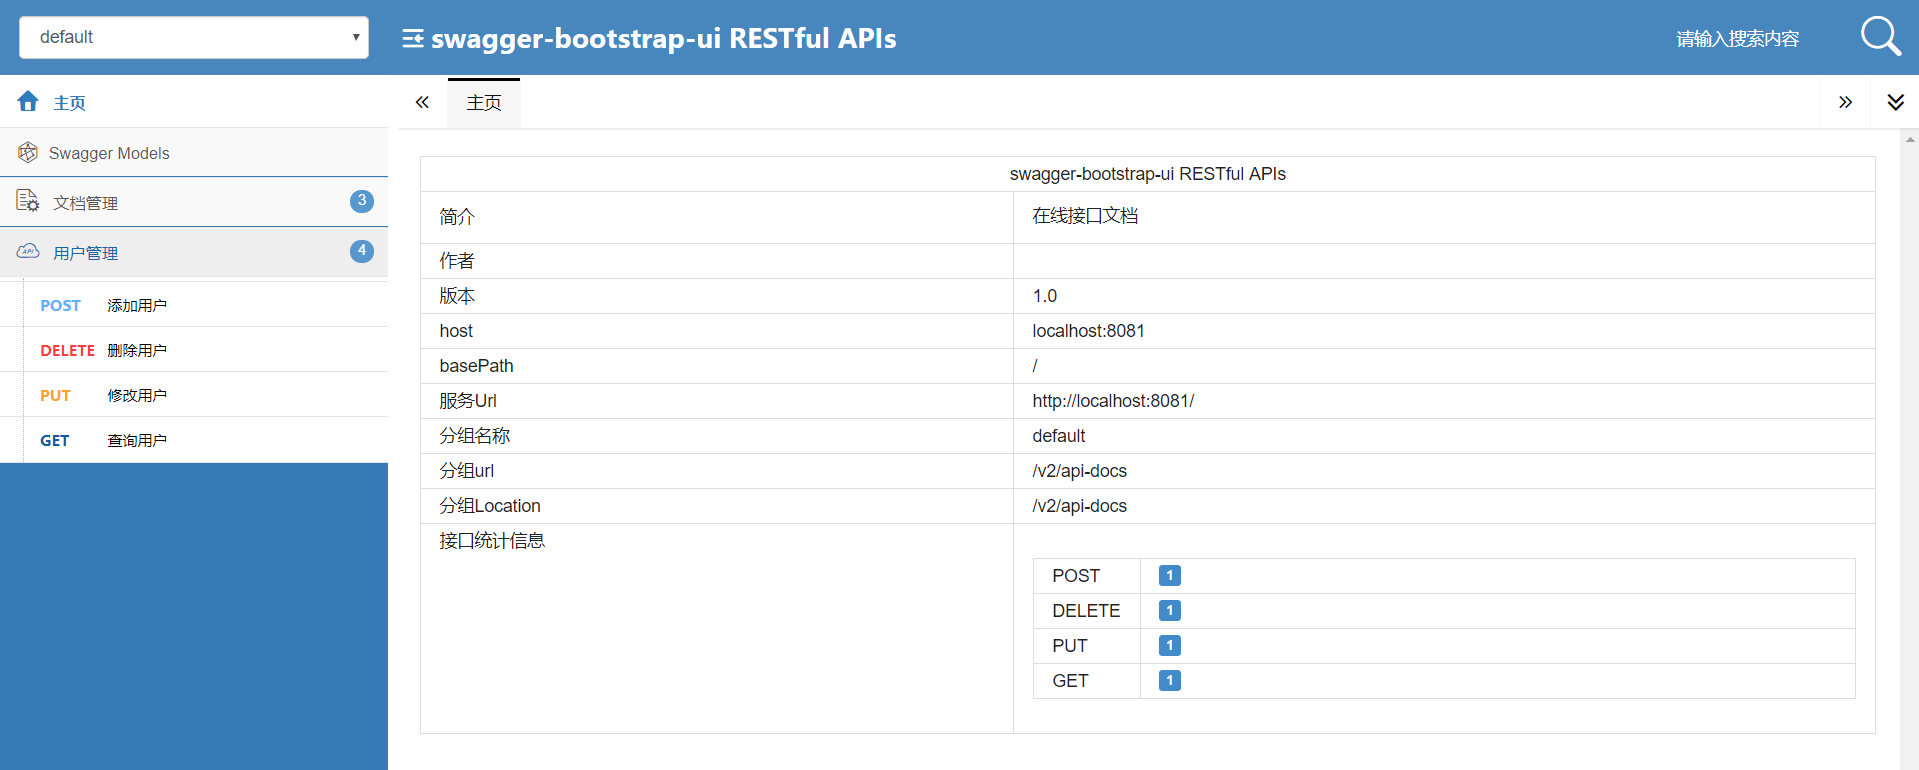 default
swagger-bootstrap-ui RESTful APIs
请输入搜索内容
主页
Swagger Models
文档管理 3
用户管理 4
POST 添加用户
DELETE 删除用户
PUT 修改用户
GET 查询用户
主页
swagger-bootstrap-ui RESTful APIs
简介 在线接口文档
作者
版本 1.0
host localhost:8081
basePath /
服务Url http://localhost:8081/
分组名称 default
分组url /v2/api-docs
分组Location /v2/api-docs
接口统计信息
POST 1
DELETE 1
PUT 1
GET 1